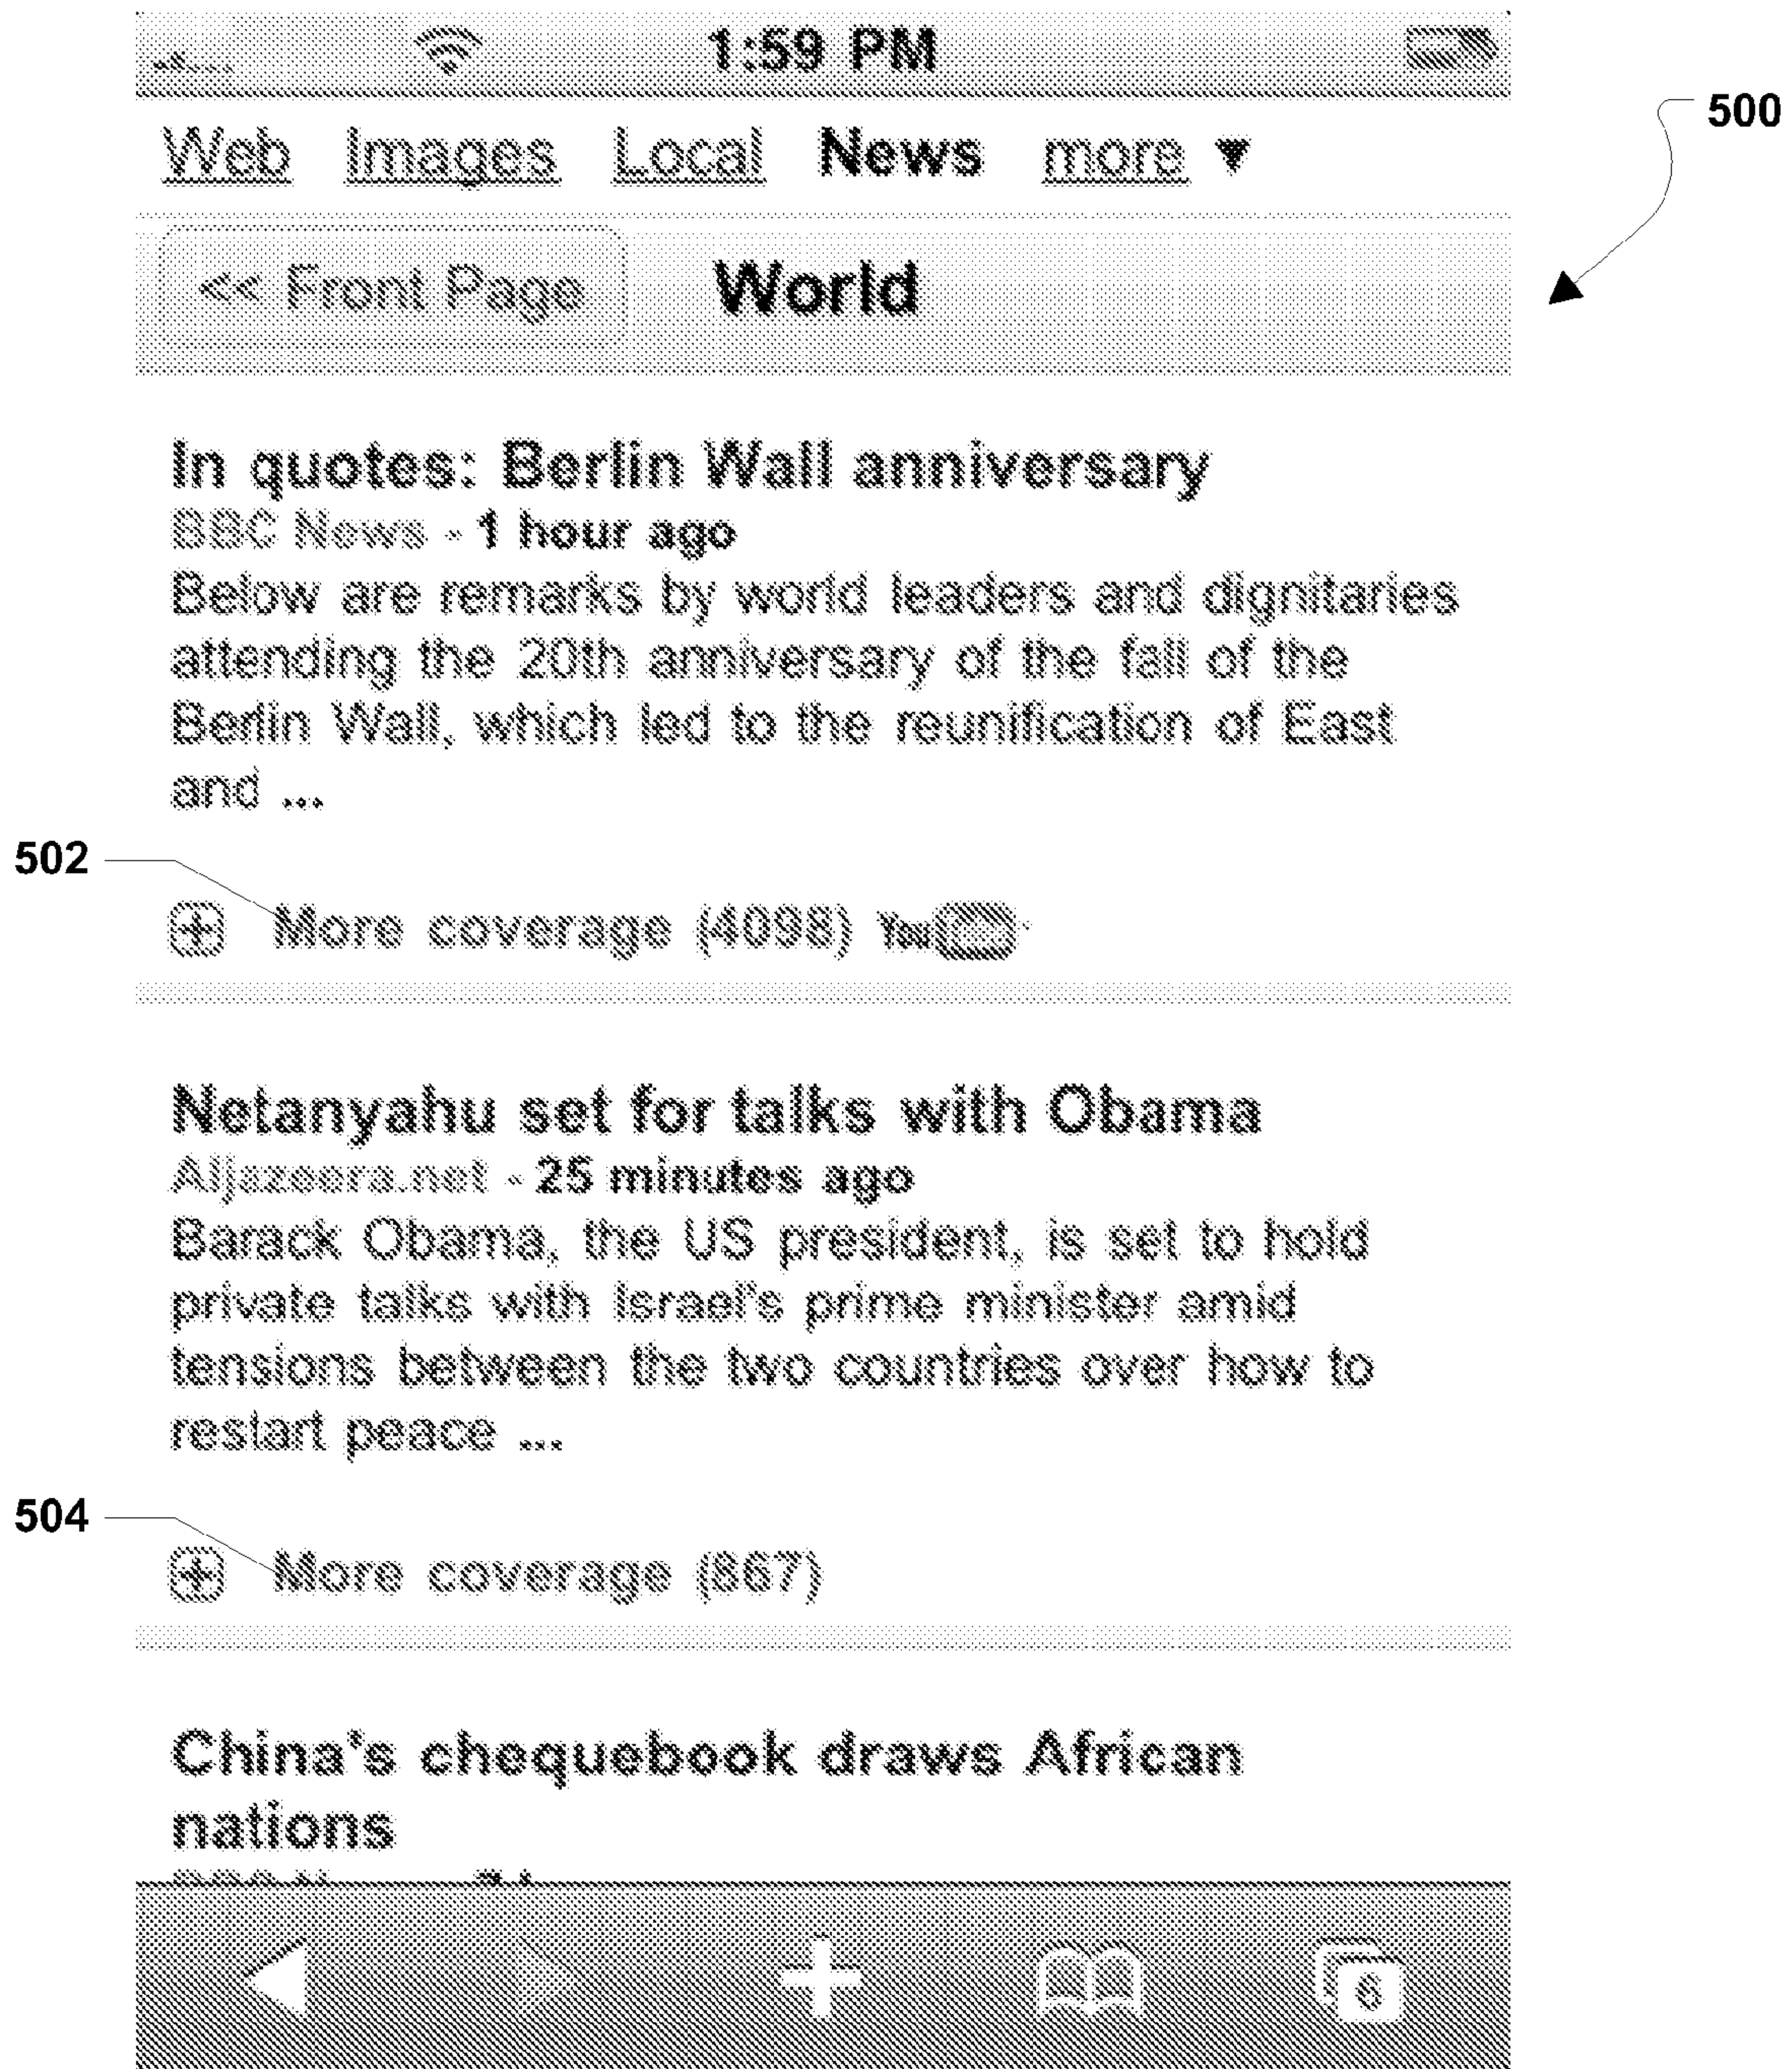 1:59 PM
500
Web Images Local News more ▼
<< Front Page World
In quotes: Berlin Wall anniversary
BBC News - 1 hour ago
Below are remarks by world leaders and dignitaries
attending the 20th anniversary of the fall of the
Berlin Wall, which led to the reunification of East
and ...
502
More coverage (4098) You
Netanyahu set for talks with Obama
Aljazeera.net - 25 minutes ago
Barack Obama, the US president, is set to hold
private talks with Israel's prime minister amid
tensions between the two countries over how to
restart peace ...
504
More coverage (867)
China's chequebook draws African
nations
6